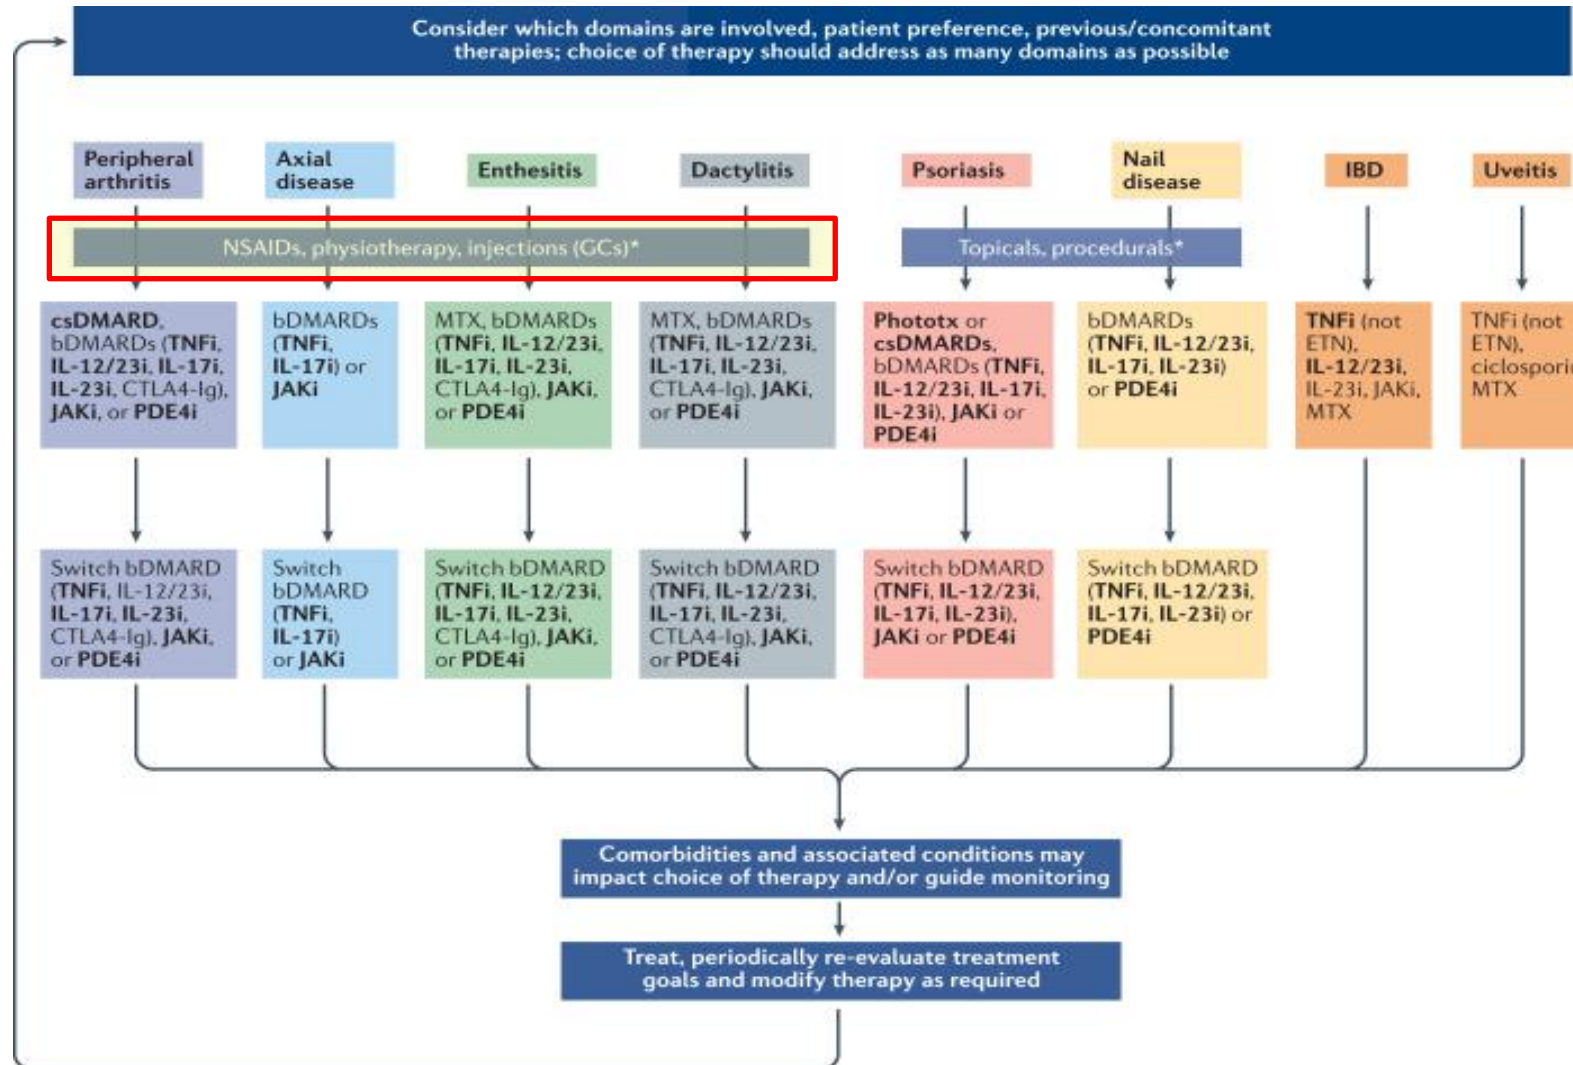 Consider which domains are involved, patient preference, previous/concomitant
therapies; choice of therapy should address as many domains as possible
Peripheral
arthritis
Axial
disease
Enthesitis
Dactylitis
Psoriasis
Nail
disease
IBD
Uveitis
NSAIDs, physiotherapy, injections (GCs)*
Topicals, procedurals*
csDMARD,
bDMARDs (TNFi,
IL-12/23i, IL-17i,
IL-23i, CTLA4-Ig),
JAKi, or PDE4i
bDMARDs
(TNFi,
IL-17i) or
JAKi
MTX, bDMARDs
(TNFi, IL-12/23i,
IL-17i, IL-23i,
CTLA4-Ig), JAKi,
or PDE4i
MTX, bDMARDs
(TNFi, IL-12/23i,
IL-17i, IL-23i,
CTLA4-Ig), JAKi,
or PDE4i
Phototx or
csDMARDs,
bDMARDs (TNFi,
IL-12/23i, IL-17i,
IL-23i), JAKi or
PDE4i
bDMARDs
(TNFi, IL-12/23i,
IL-17i, IL-23i)
or PDE4i
TNFi (not
ETN),
IL-12/23i,
IL-23i, JAKi,
MTX
TNFi (not
ETN),
ciclospori
MTX
Switch bDMARD
(TNFi, IL-12/23i,
IL-17i, IL-23i,
CTLA4-Ig), JAKi,
or PDE4i
Switch
bDMARD
(TNFi,
IL-17i)
or JAKi
Switch bDMARD
(TNFi, IL-12/23i,
IL-17i, IL-23i,
CTLA4-Ig), JAKi,
or PDE4i
Switch bDMARD
(TNFi, IL-12/23i,
IL-17i, IL-23i,
CTLA4-Ig), JAKi,
or PDE4i
Switch bDMARD
(TNFi, IL-12/23i,
IL-17i, IL-23i),
JAKi or PDE4i
Switch bDMARD
(TNFi, IL-12/23i,
IL-17i, IL-23i) or
PDE4i
Comorbidities and associated conditions may
impact choice of therapy and/or guide monitoring
Treat, periodically re-evaluate treatment
goals and modify therapy as required